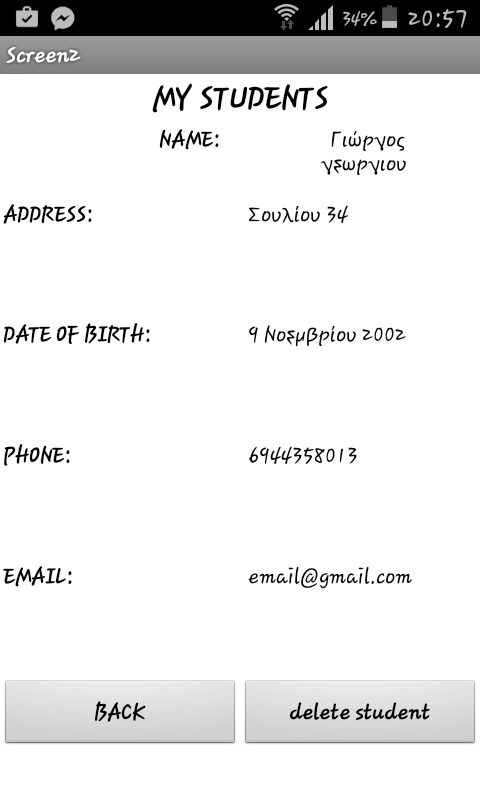 34% 20:57
Screen2
MY STUDENTS
NAME: Γιώργος
γεωργιου
ADDRESS: Σουλίου 34
DATE OF BIRTH: 9 Νοεμβρίου 2002
PHONE: 6944358013
EMAIL: email@gmail.com
BACK delete student